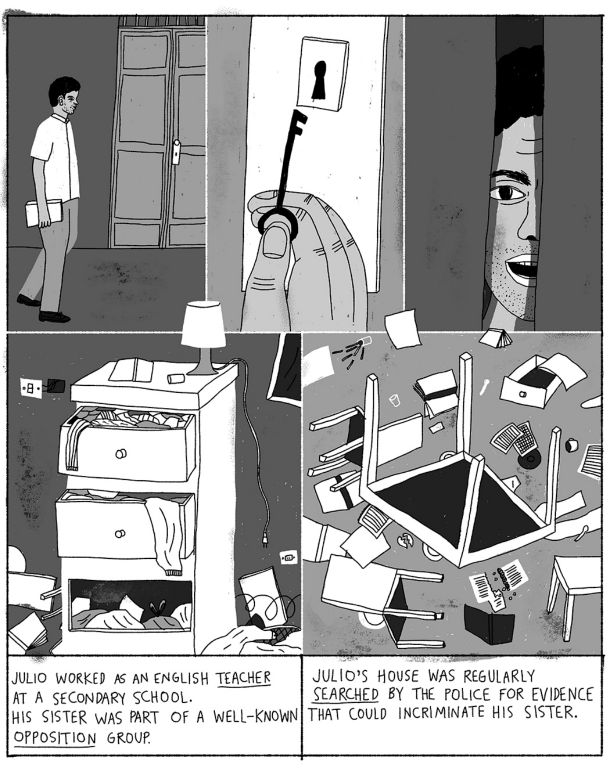 JULIO WORKED AS AN ENGLISH TEACHER
AT A SECONDARY SCHOOL.
HIS SISTER WAS PART OF A WELL-KNOWN
OPPOSITION GROUP.
JULIO'S HOUSE WAS REGULARLY
SEARCHED BY THE POLICE FOR EVIDENCE
THAT COULD INCRIMINATE HIS SISTER.